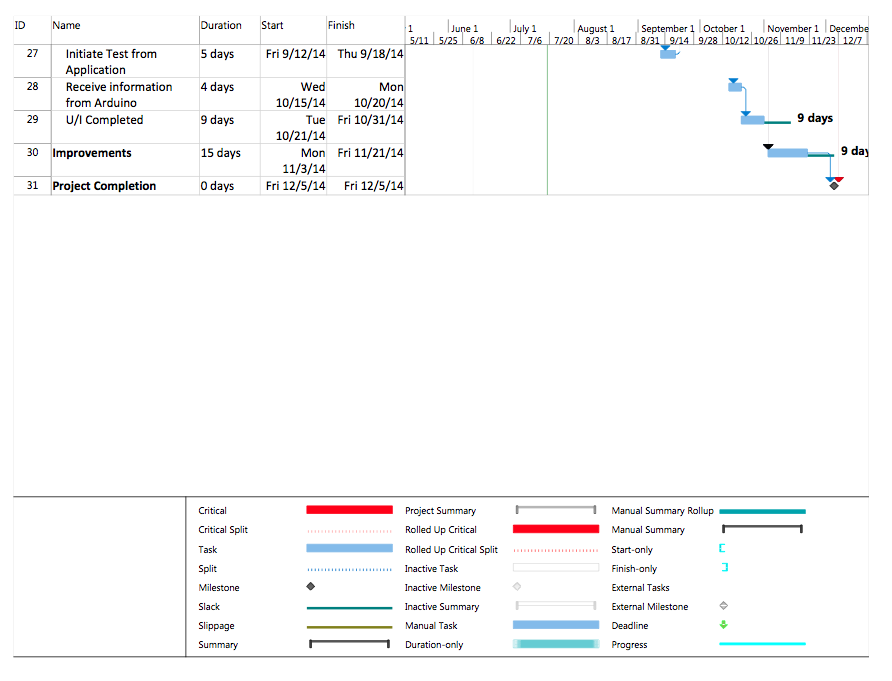 ID Name Duration Start Finish 1 June 1 July 1 August 1 September 1 October 1 November 1 Decembe
5/11 5/25 6/8 6/22 7/6 7/20 8/3 8/17 8/31 9/14 9/28 10/12 10/26 11/9 11/23 12/7
27 Initiate Test from 5 days Fri 9/12/14 Thu 9/18/14
Application
28 Receive information 4 days Wed Mon
from Arduino 10/15/14 10/20/14
29 U/I Completed 9 days Tue Fri 10/31/14 9 days
10/21/14
30 Improvements 15 days Mon Fri 11/21/14 9 day
11/3/14
31 Project Completion 0 days Fri 12/5/14 Fri 12/5/14
Critical Project Summary Manual Summary Rollup
Critical Split Rolled Up Critical Manual Summary
Task Rolled Up Critical Split Start-only
Split Inactive Task Finish-only
Milestone Inactive Milestone External Tasks
Slack Inactive Summary External Milestone
Slippage Manual Task Deadline
Summary Duration-only Progress